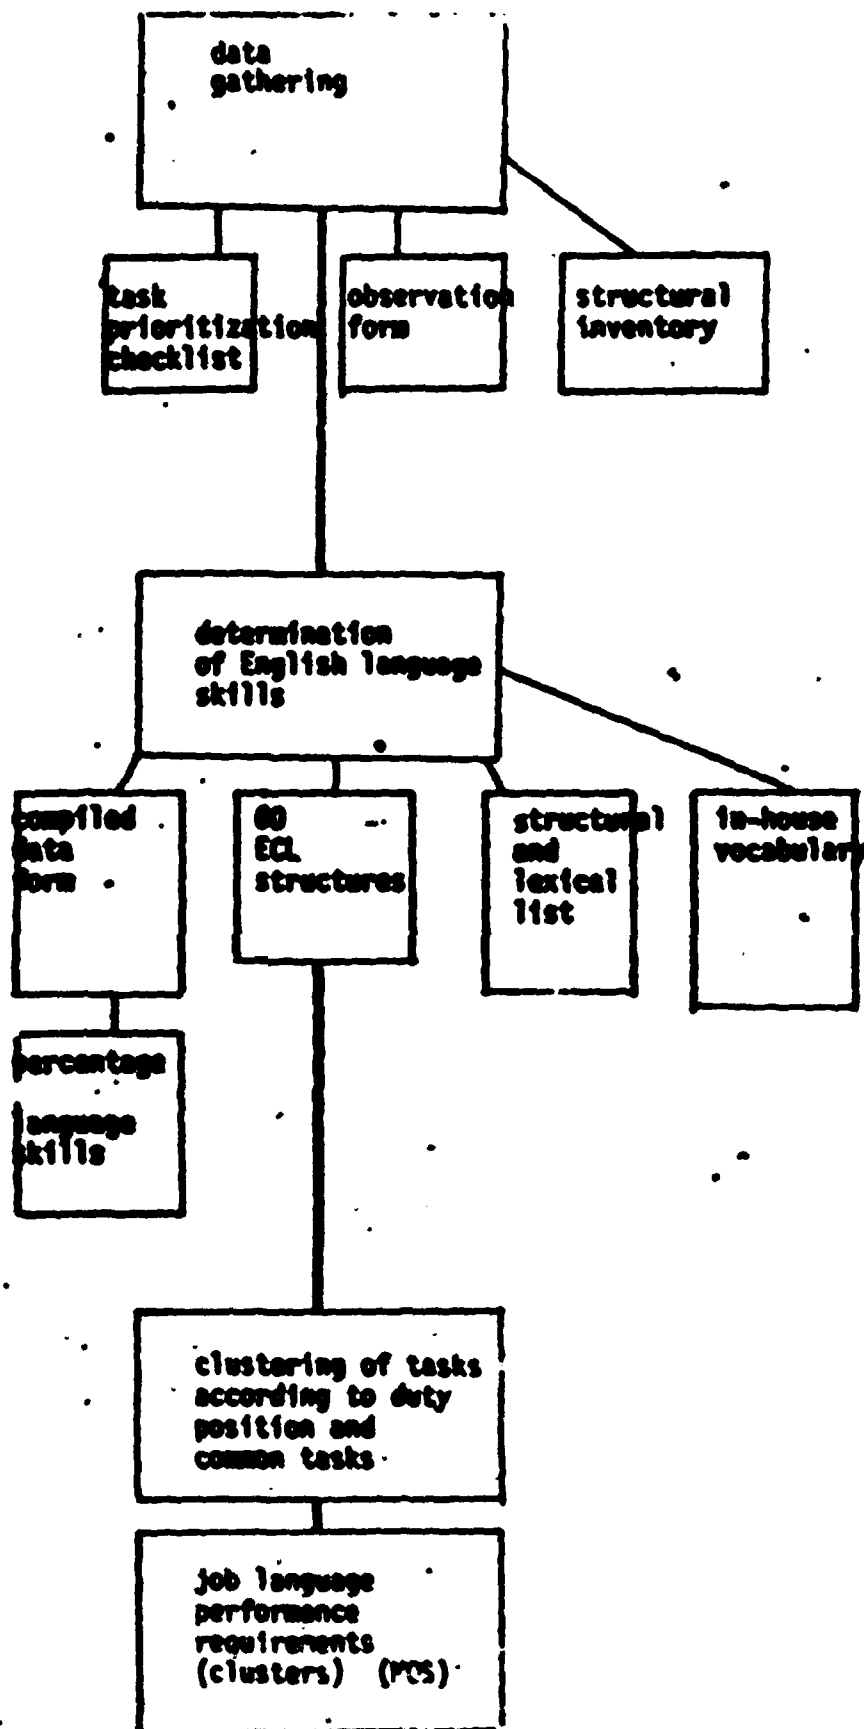 data
gathering
task
prioritization
checklist
observation
form
structural
inventory
determination
of English language
skills
compiled
data
form
ECL
structures
structural
and
lexical
list
in-house
vocabulary
percentage
language
skills
clustering of tasks
according to duty
position and
common tasks
job language
performance
requirements
(clusters) (MOS)